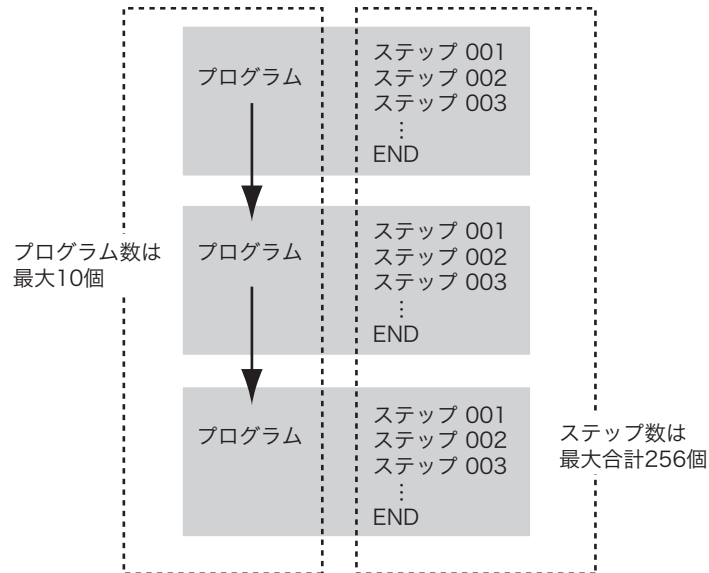 プログラム
ステップ 001
ステップ 002
ステップ 003
⋮
END
プログラム数は
最大10個
プログラム
ステップ 001
ステップ 002
ステップ 003
⋮
END
プログラム
ステップ 001
ステップ 002
ステップ 003
⋮
END
ステップ数は
最大合計256個